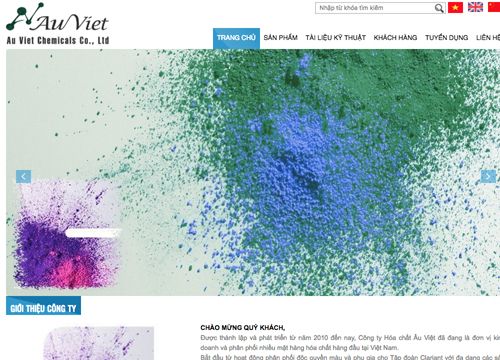 AuViet
Au Viet Chemicals Co., Ltd
Nhập từ khóa tìm kiếm
TRANG CHỦ SẢN PHẨM TÀI LIỆU KỸ THUẬT KHÁCH HÀNG TUYỂN DỤNG LIÊN HỆ
GIỚI THIỆU CÔNG TY
CHÀO MỪNG QUÝ KHÁCH,
Được thành lập và phát triển từ năm 2010 đến nay, Công ty Hóa chất Âu Việt đã đang là đơn vị
doanh và phân phối nhiều mặt hàng hóa chất hàng đầu tại Việt Nam.
Bắt đầu từ hoạt động phân phối độc quyền màu và phụ gia cho Tập đoàn Clariant với đa dạng các